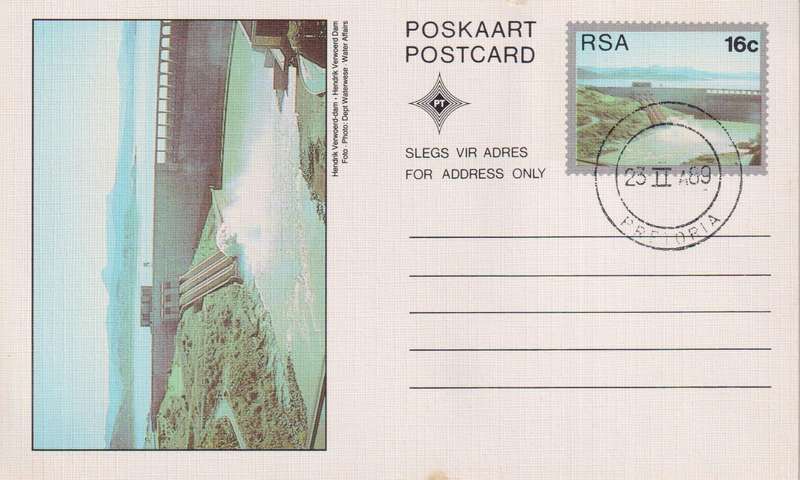 Hendrik Verwoerd-dam · Hendrik Verwoerd Dam
Foto · Photo: Dept Waterwese · Water Affairs
POSKAART
POSTCARD
PT
SLEGS VIR ADRES
FOR ADDRESS ONLY
RSA 16c
23 II A89
PRETORIA